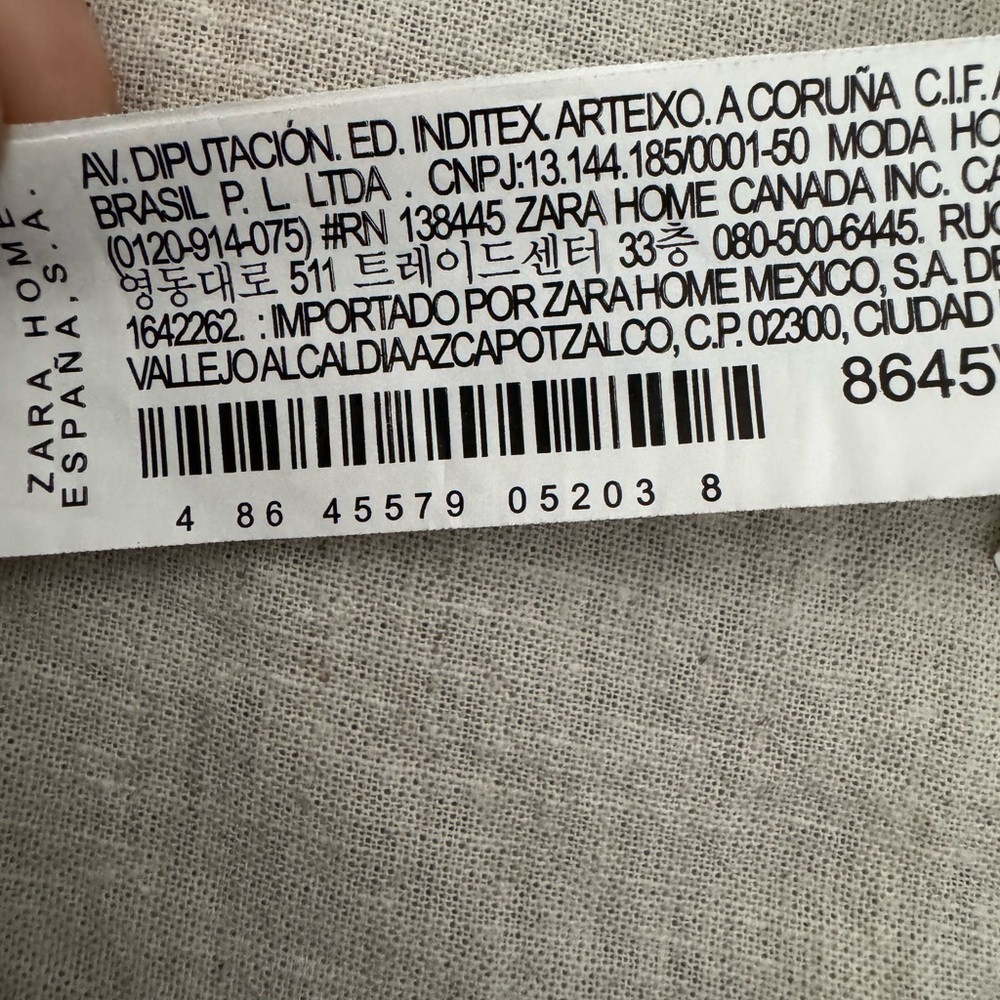 ZARA HOME
ESPAÑA, S.A.
AV. DIPUTACIÓN. ED. INDITEX. ARTEIXO. A CORUÑA C.I.F.
BRASIL P. L. LTDA . CNPJ:13.144.185/0001-50 MODA
(0120-914-075) #RN 138445 ZARA HOME CANADA INC.
영동대로 511 트레이드센터 33층 080-500-6445.
1642262. : IMPORTADO POR ZARA HOME MEXICO, S.A. DE
VALLEJO ALCALDIA AZCAPOTZALCO, C.P. 02300, CIUDAD
8645
4 86 45579 05203 8